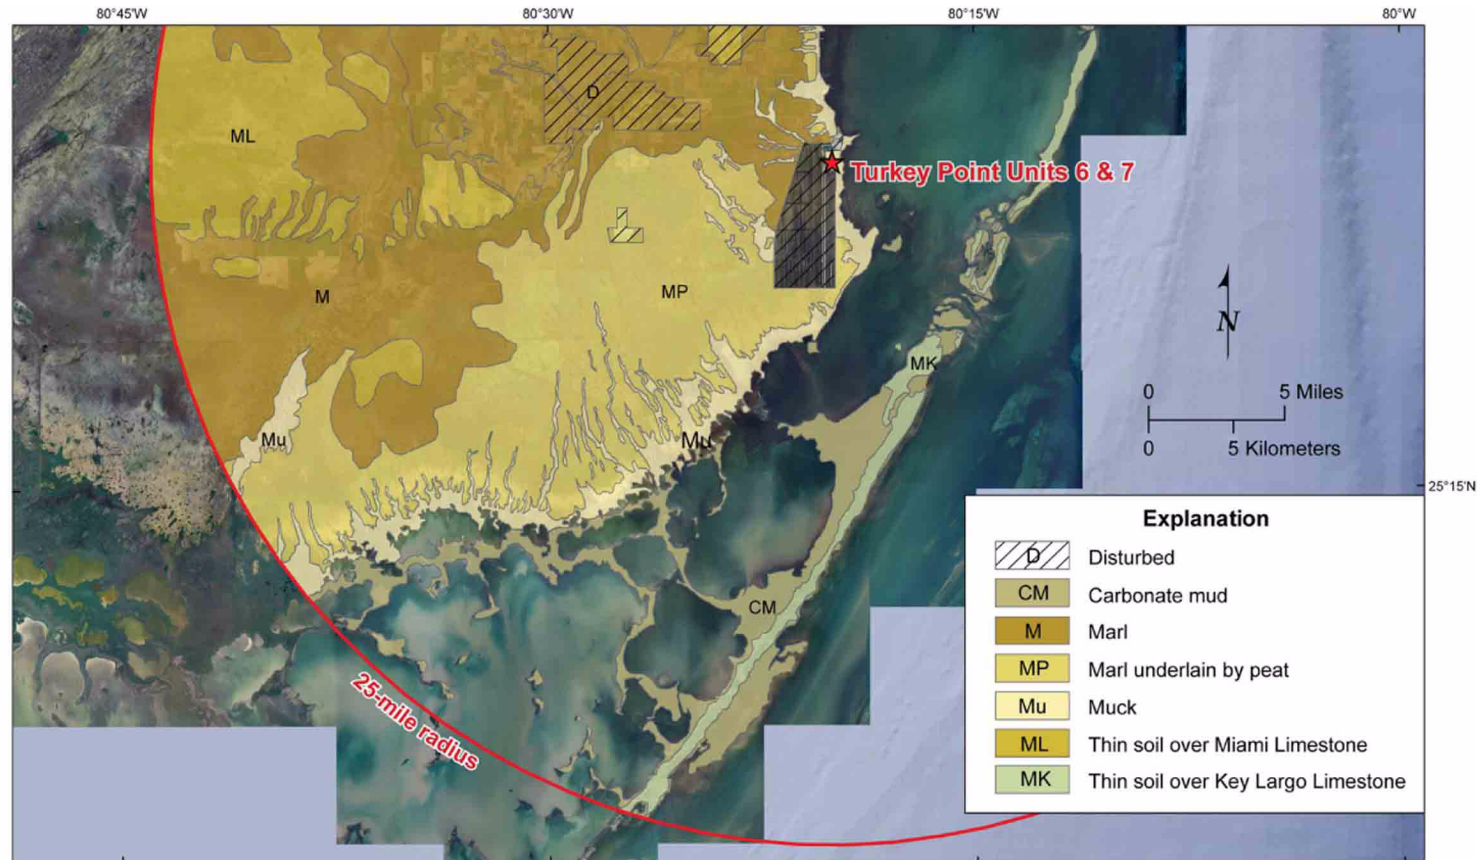 80°45'W
80°30'W
80°15'W
80°W
D
ML
Turkey Point Units 6 & 7
MP
M
N
MK
0 5 Miles
0 5 Kilometers
Mu
Mu
25°15'N
CM
25-mile radius
Explanation
D Disturbed
CM Carbonate mud
M Marl
MP Marl underlain by peat
Mu Muck
ML Thin soil over Miami Limestone
MK Thin soil over Key Largo Limestone